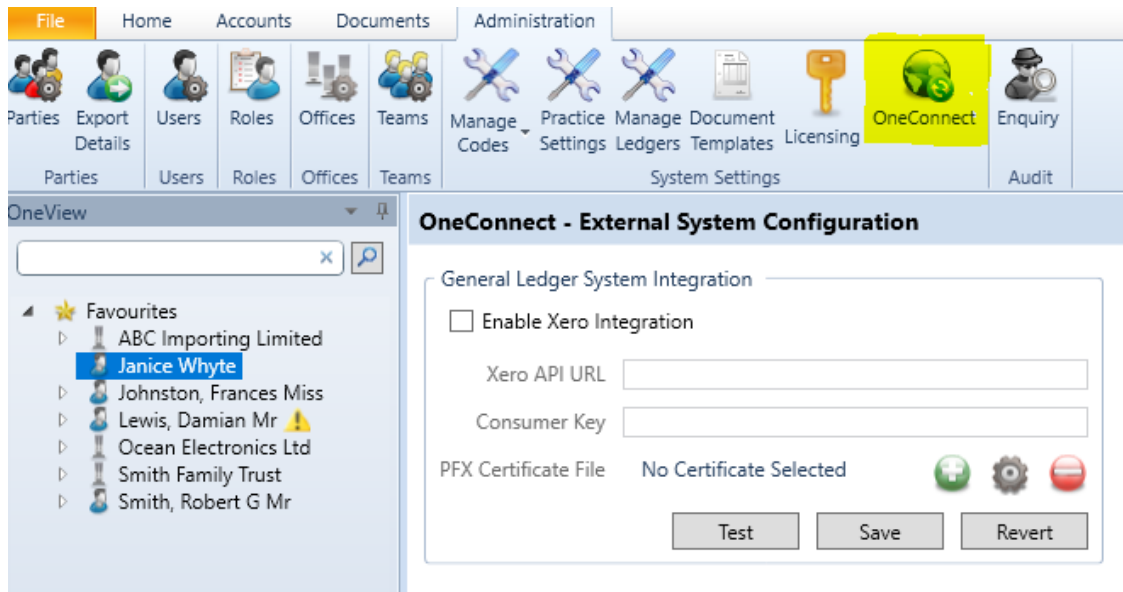 File Home Accounts Documents Administration
Parties Export Details Users Roles Offices Teams Manage Codes Practice Settings Manage Ledgers Document Templates Licensing OneConnect Enquiry
Parties Users Roles Offices Teams System Settings Audit
OneView
Favourites
ABC Importing Limited
Janice Whyte
Johnston, Frances Miss
Lewis, Damian Mr
Ocean Electronics Ltd
Smith Family Trust
Smith, Robert G Mr
OneConnect - External System Configuration
General Ledger System Integration
Enable Xero Integration
Xero API URL
Consumer Key
PFX Certificate File No Certificate Selected
Test Save Revert